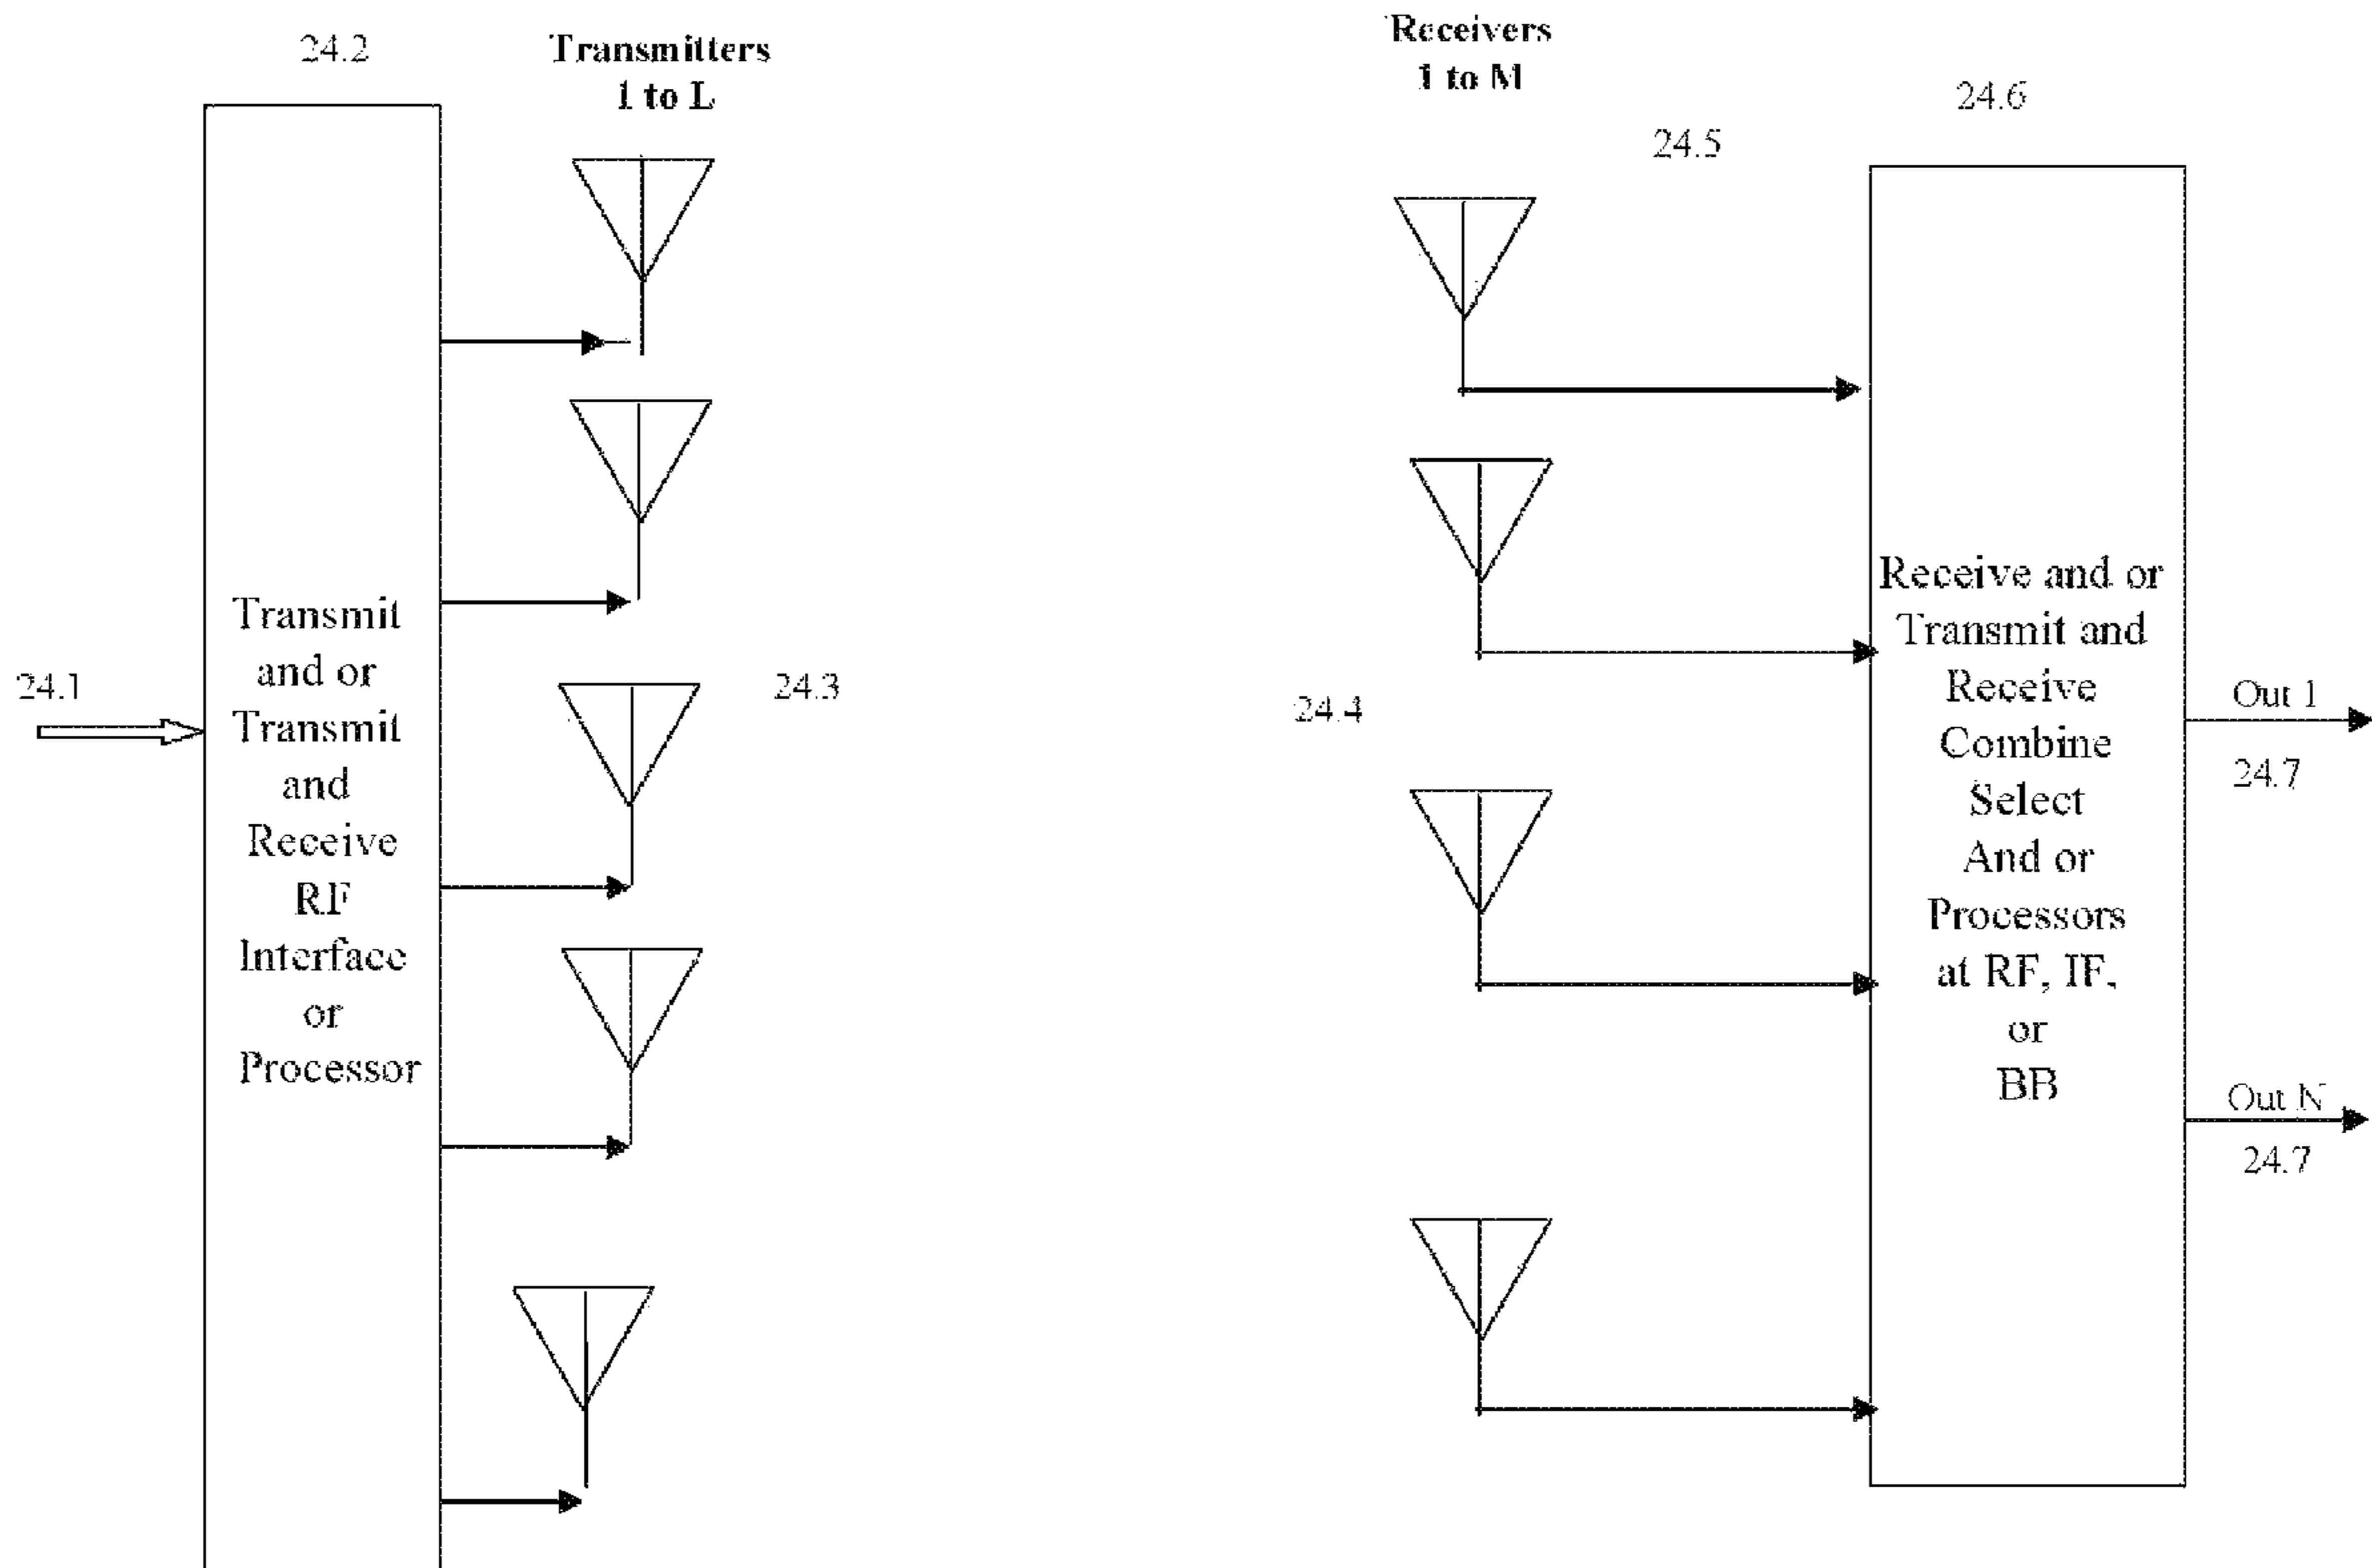 24.2
Transmitters
1 to L
Receivers
1 to M
24.5
24.6
24.1
Transmit
and or
Transmit
and
Receive
RF
Interface
or
Processor
24.3
24.4
Receive and or
Transmit and
Receive
Combine
Select
And or
Processors
at RF, IF,
or
BB
Out 1
24.7
Out N
24.7